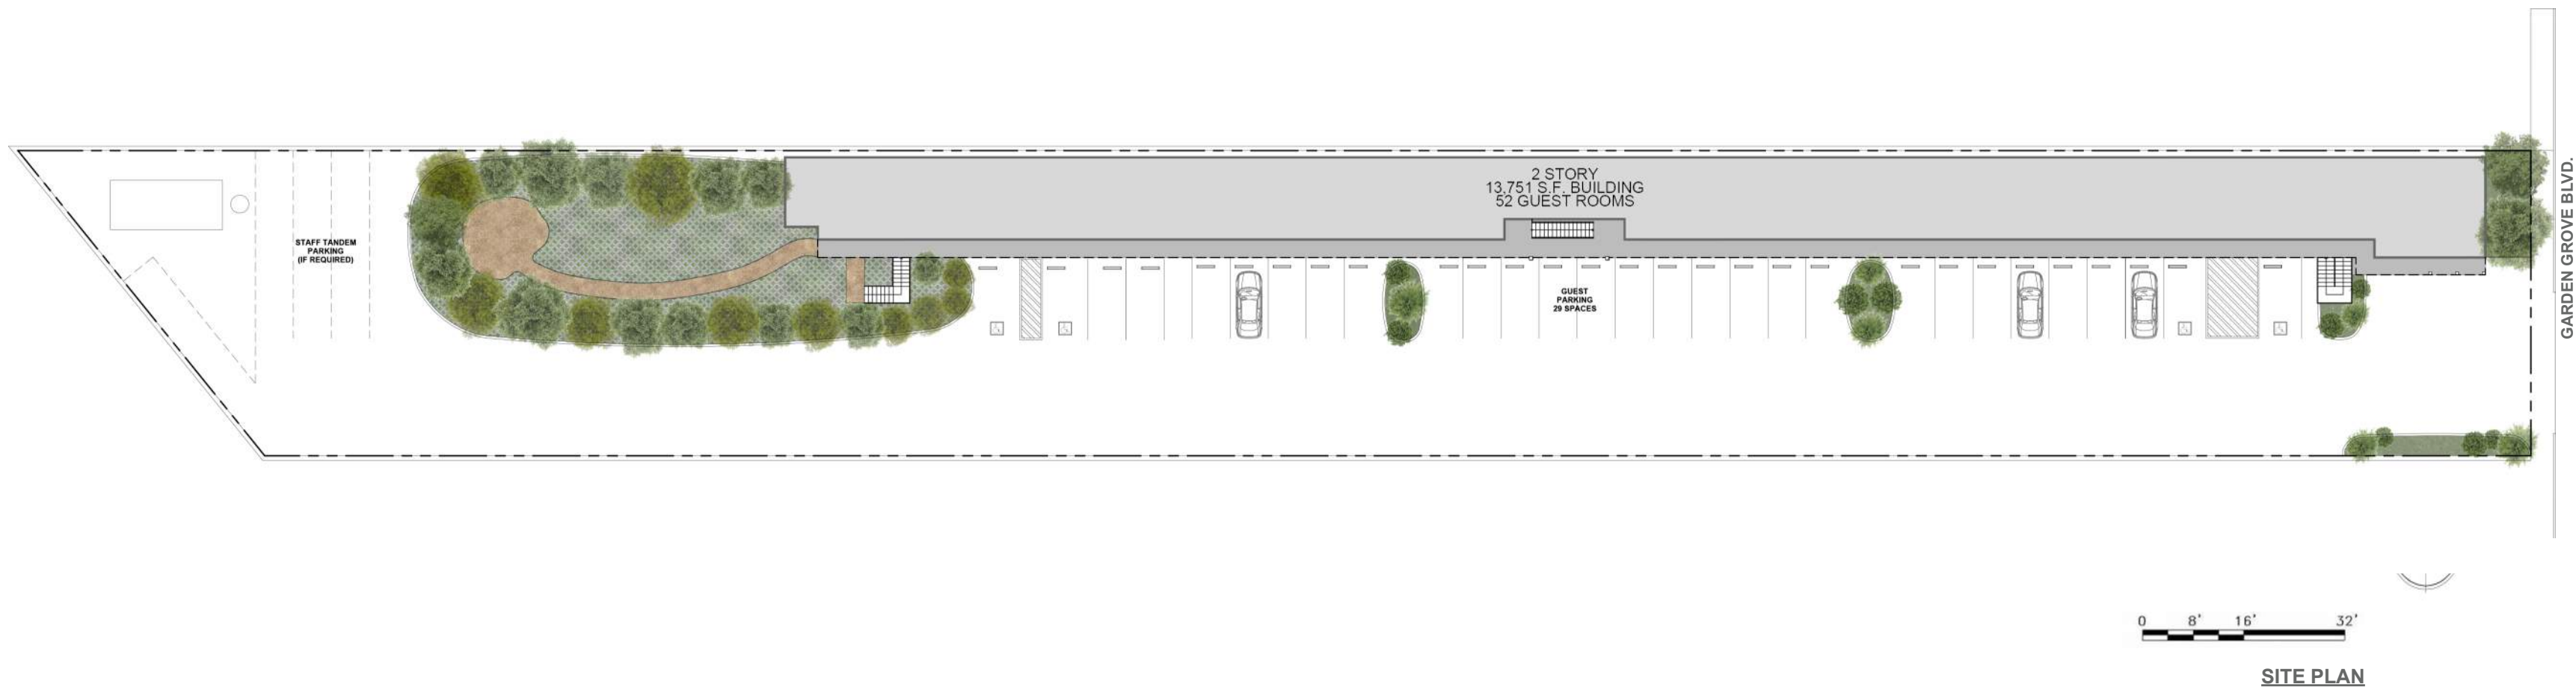 2 STORY
13,751 S.F. BUILDING
52 GUEST ROOMS
GARDEN GROVE BLVD.
STAFF TANDEM
PARKING
(IF REQUIRED)
GUEST
PARKING
29 SPACES
0 8' 16' 32'
SITE PLAN